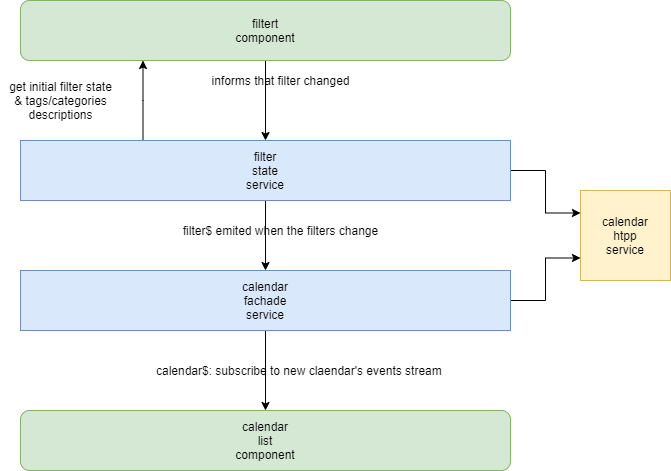 filtert
component
informs that filter changed
get initial filter state
& tags/categories
descriptions
filter
state
service
calendar
htpp
service
filter$ emited when the filters change
calendar
fachade
service
calendar$: subscribe to new claendar's events stream
calendar
list
component